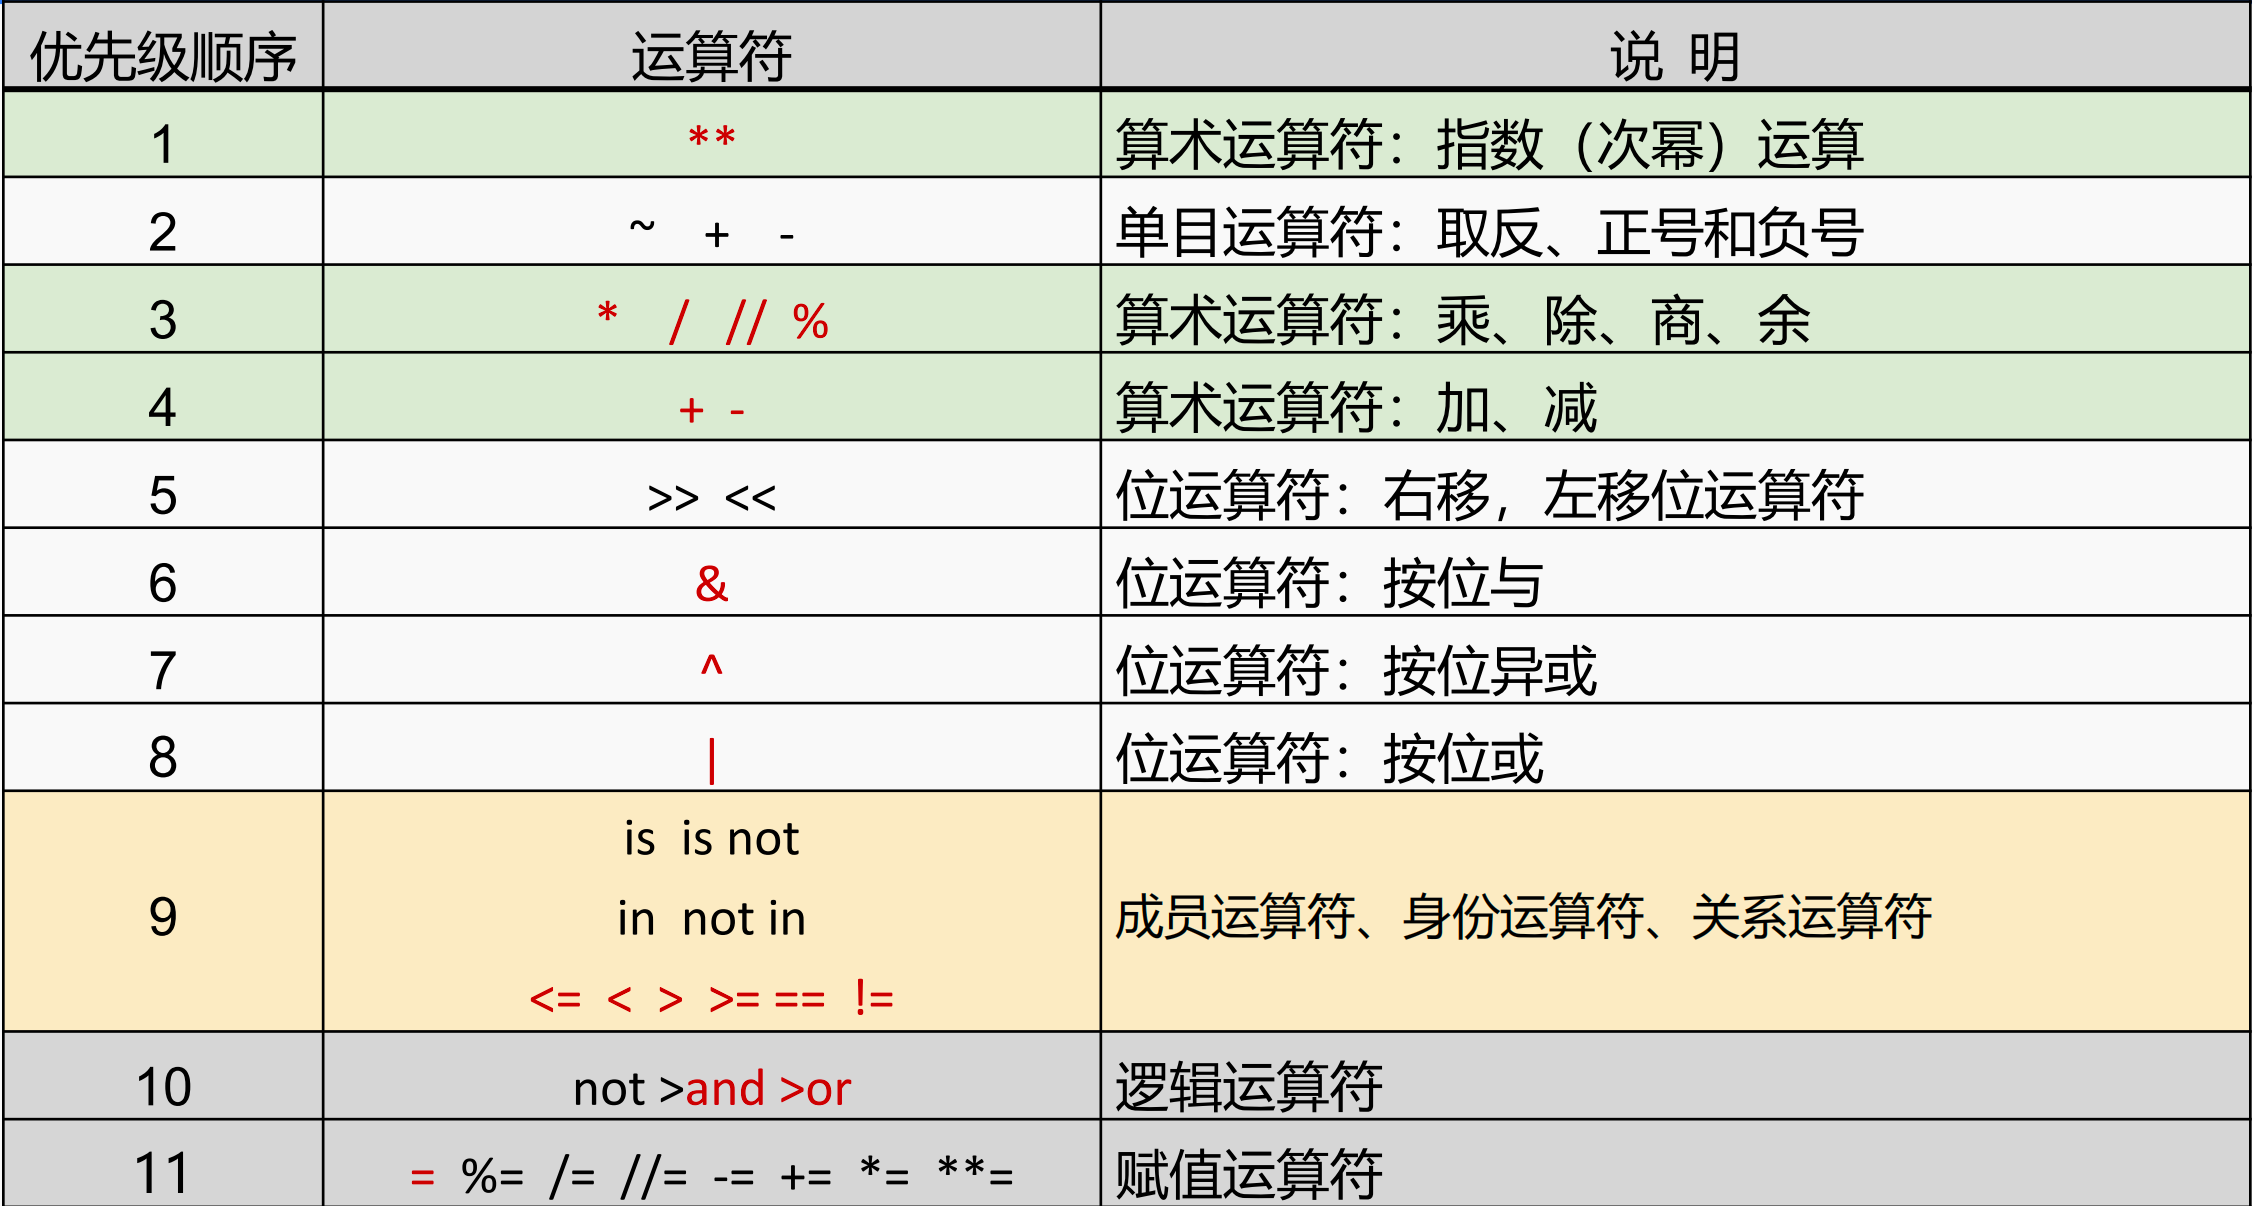 优先级顺序 运算符 说 明
1 ** 算术运算符：指数（次幂）运算
2 ~ + - 单目运算符：取反、正号和负号
3 * / // % 算术运算符：乘、除、商、余
4 + - 算术运算符：加、减
5 >> << 位运算符：右移，左移位运算符
6 & 位运算符：按位与
7 ^ 位运算符：按位异或
8 | 位运算符：按位或
9 is is not
in not in
<= < > >= == !=
成员运算符、身份运算符、关系运算符
10 not >and >or 逻辑运算符
11 = %= /= //= -= += *= **= 赋值运算符